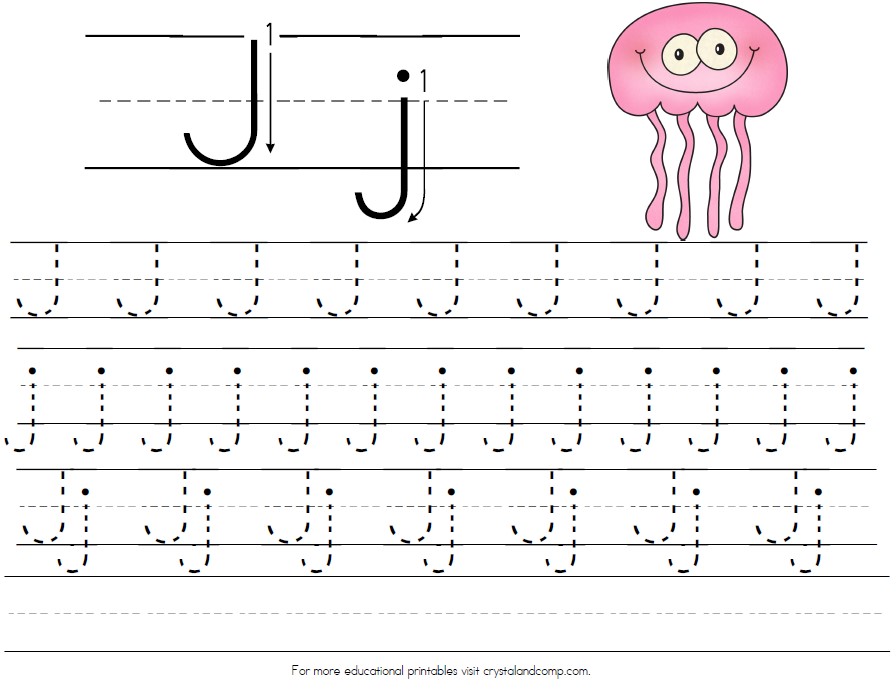 J 1 j 1
J J J J J J J J J
j j j j j j j j j j j j j
Jj Jj Jj Jj Jj Jj Jj
For more educational printables visit crystalandcomp.com.